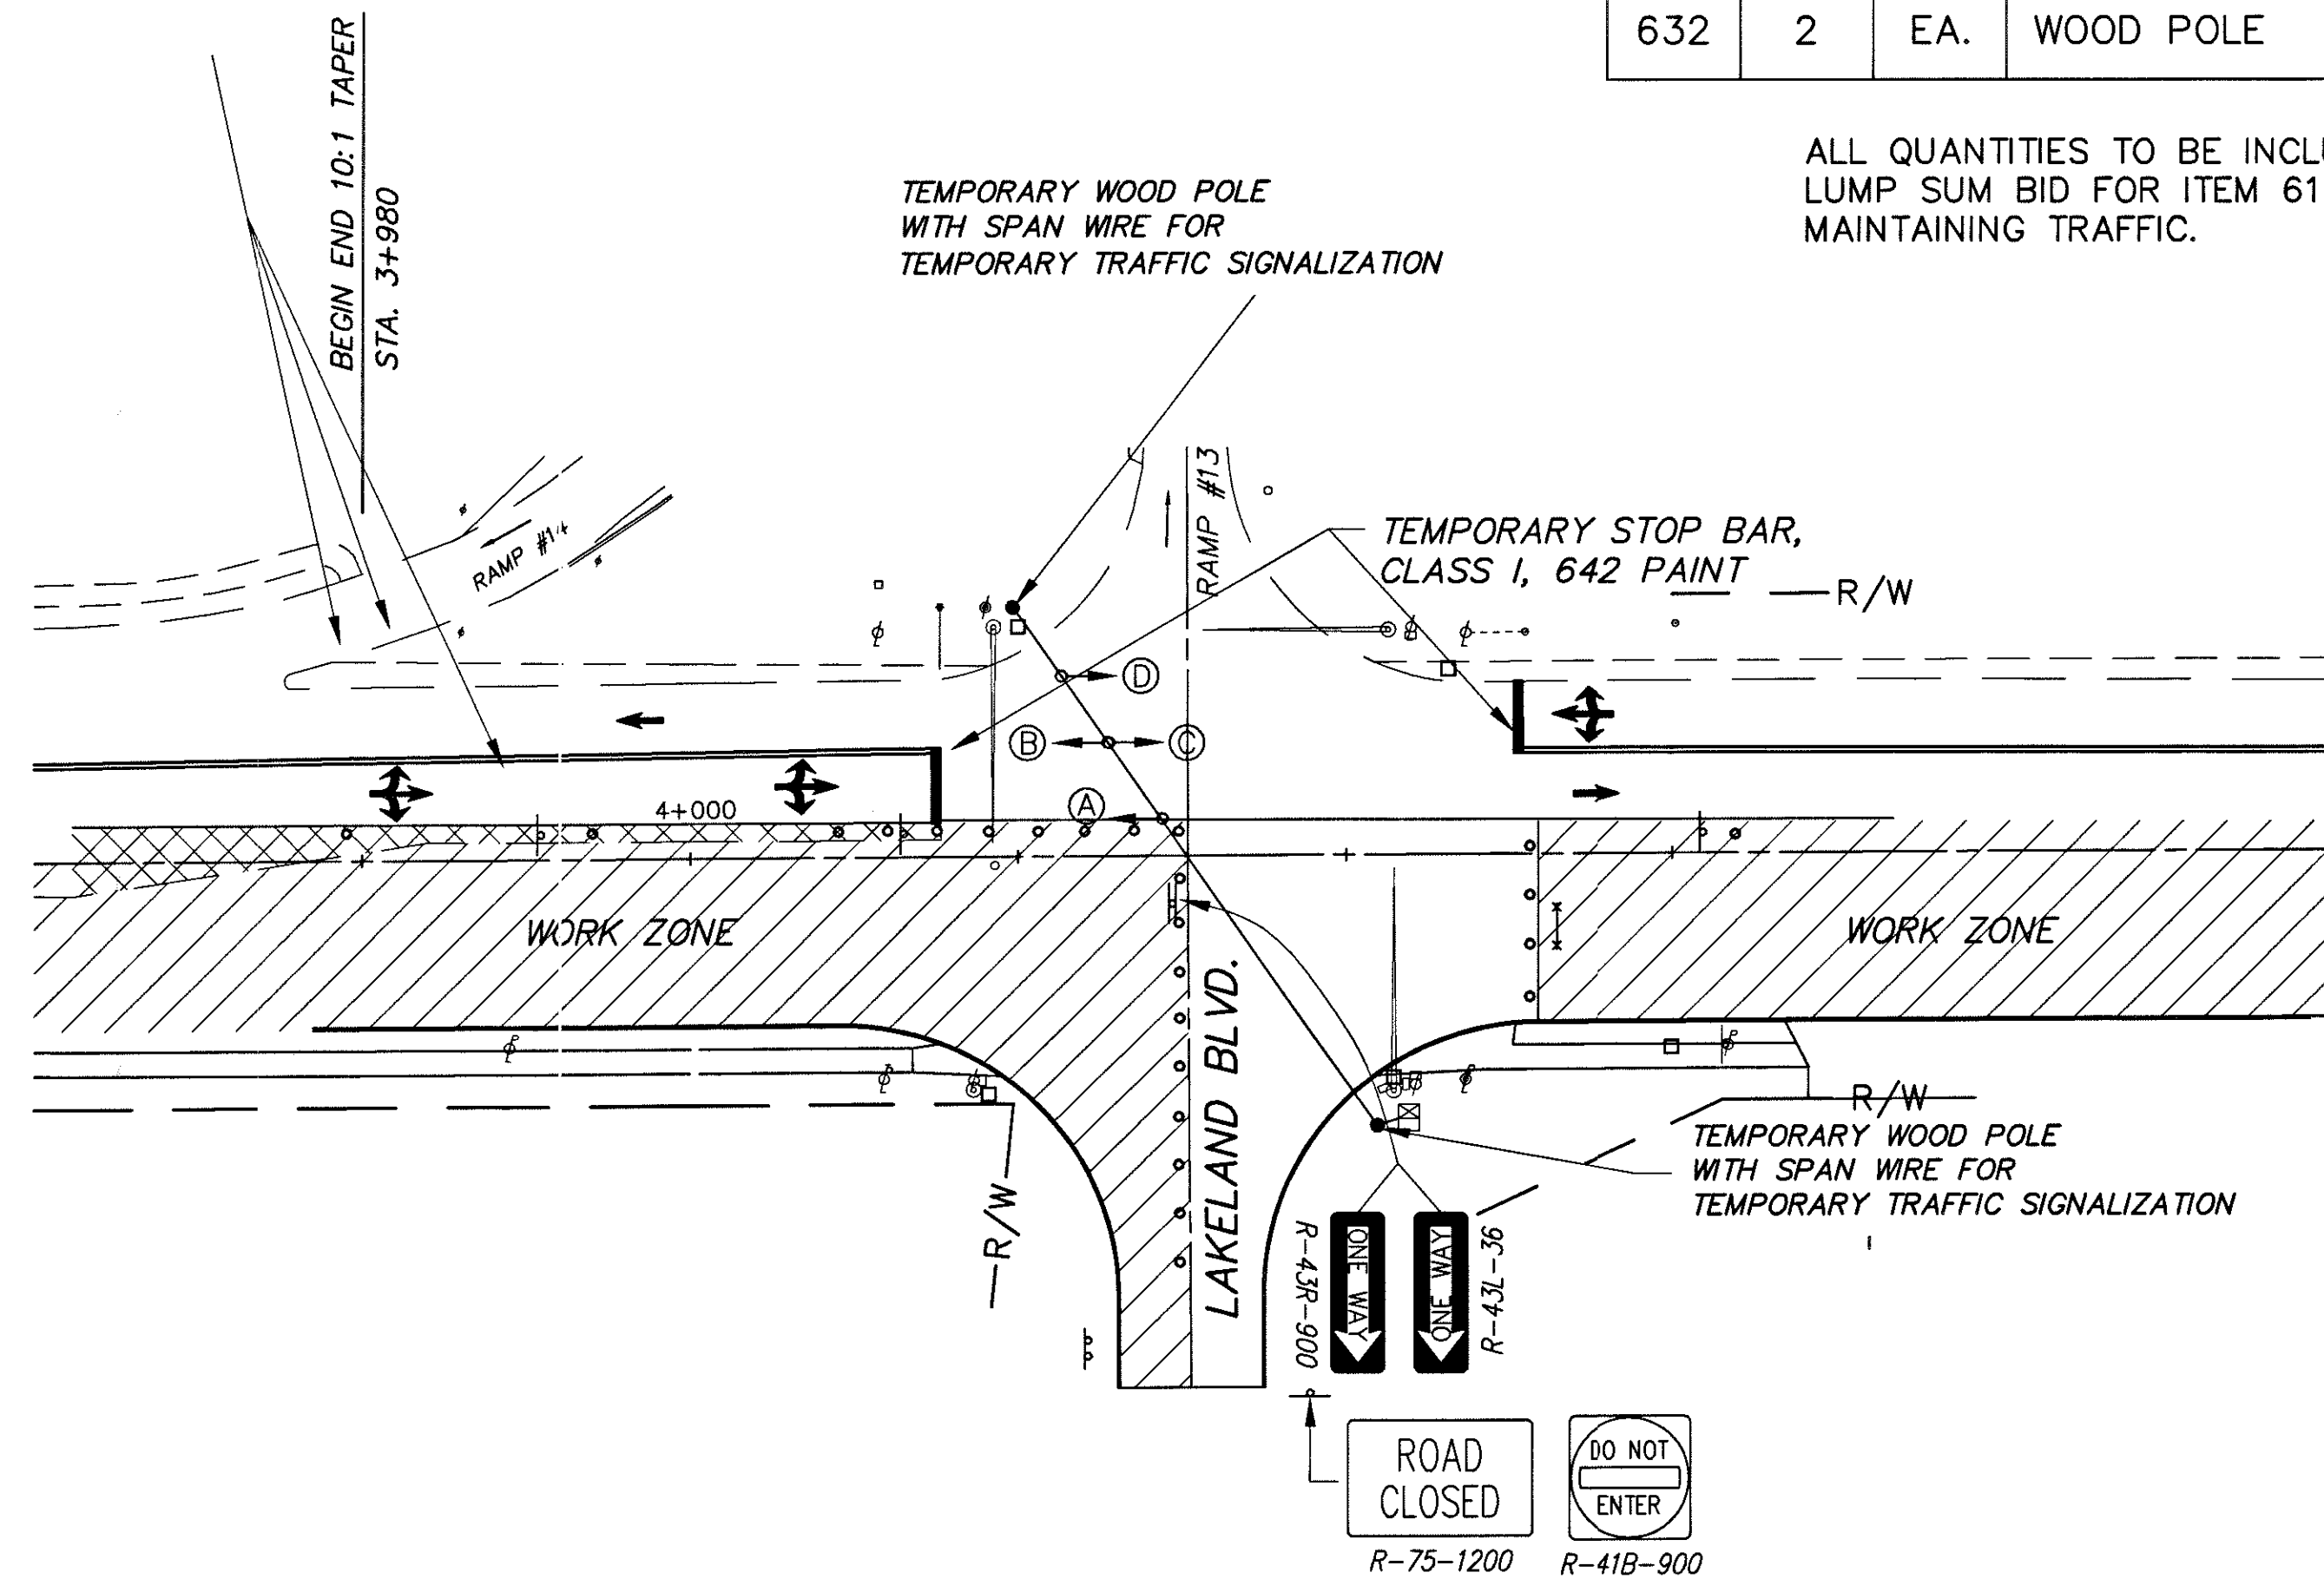 632 2 EA. WOOD POLE
ALL QUANTITIES TO BE
LUMP SUM BID FOR ITEM
MAINTAINING TRAFFIC.
BEGIN END 10:1 TAPER
STA. 3+980
TEMPORARY WOOD POLE
WITH SPAN WIRE FOR
TEMPORARY TRAFFIC SIGNALIZATION
RAMP #14
RAMP #13
TEMPORARY STOP BAR,
CLASS I, 642 PAINT
R/W
D
B
C
A
4+000
WORK ZONE
WORK ZONE
LAKELAND BLVD.
R/W
R/W
TEMPORARY WOOD POLE
WITH SPAN WIRE FOR
TEMPORARY TRAFFIC SIGNALIZATION
R-43R-900
ONE WAY
ONE WAY
R-43L-36
ROAD
CLOSED
R-75-1200
DO NOT
ENTER
R-41B-900